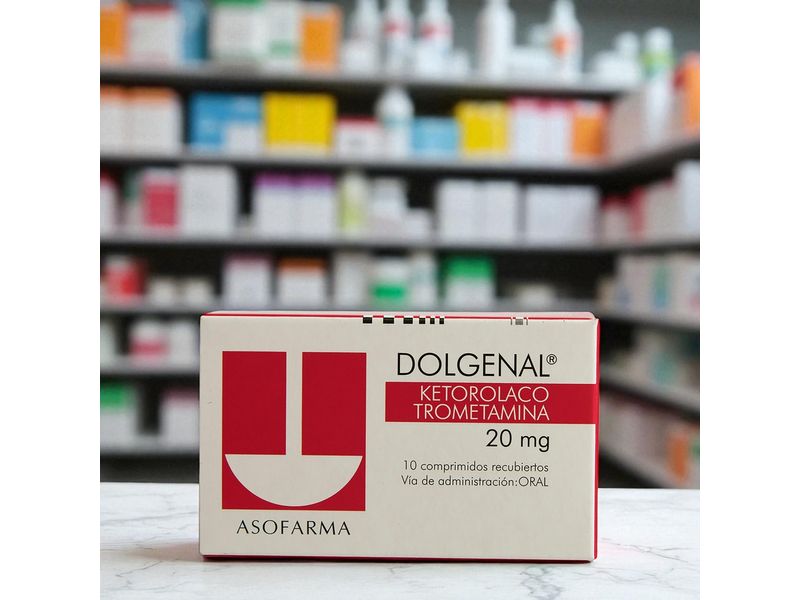 DOLGENAL®
KETOROLACO
TROMETAMINA
20 mg
10 comprimidos recubiertos
Vía de administración:ORAL
ASOFARMA